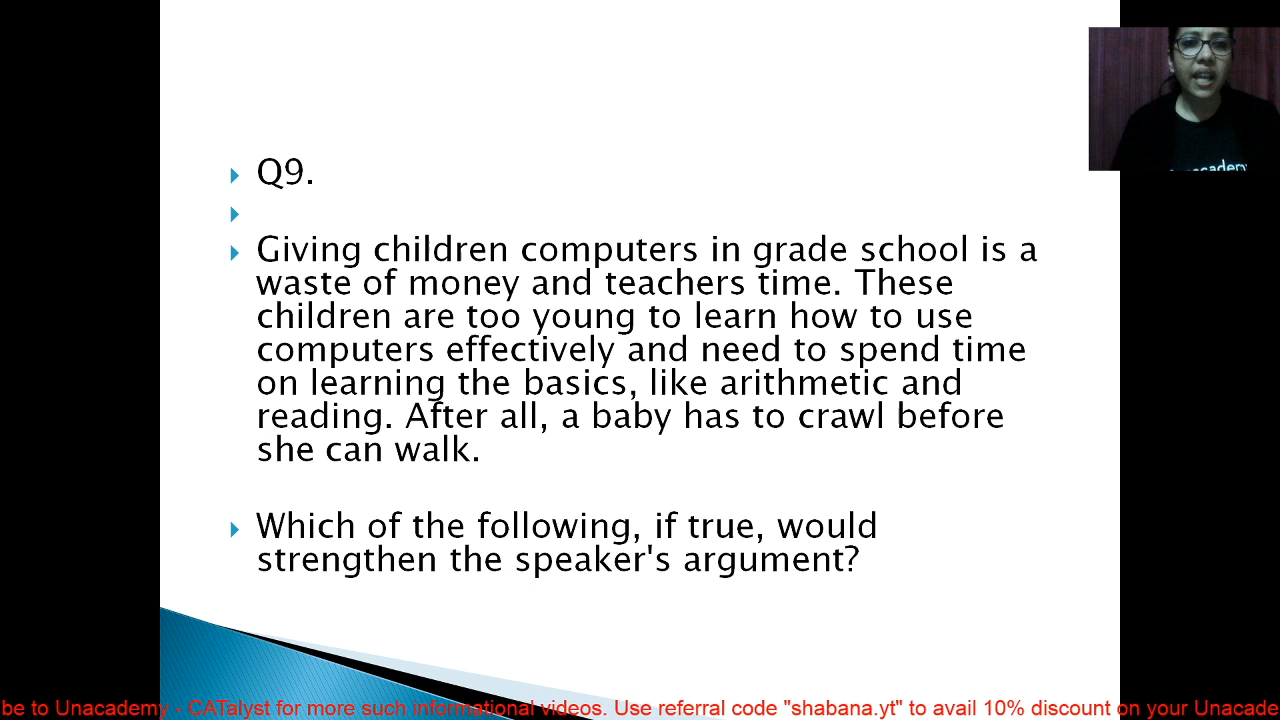 Q9.
Giving children computers in grade school is a
waste of money and teachers time. These
children are too young to learn how to use
computers effectively and need to spend time
on learning the basics, like arithmetic and
reading. After all, a baby has to crawl before
she can walk.
Which of the following, if true, would
strengthen the speaker's argument?
be to Unacademy - CATalyst for more such informational videos. Use referral code "shabana.yt" to avail 10% discount on your Unacade